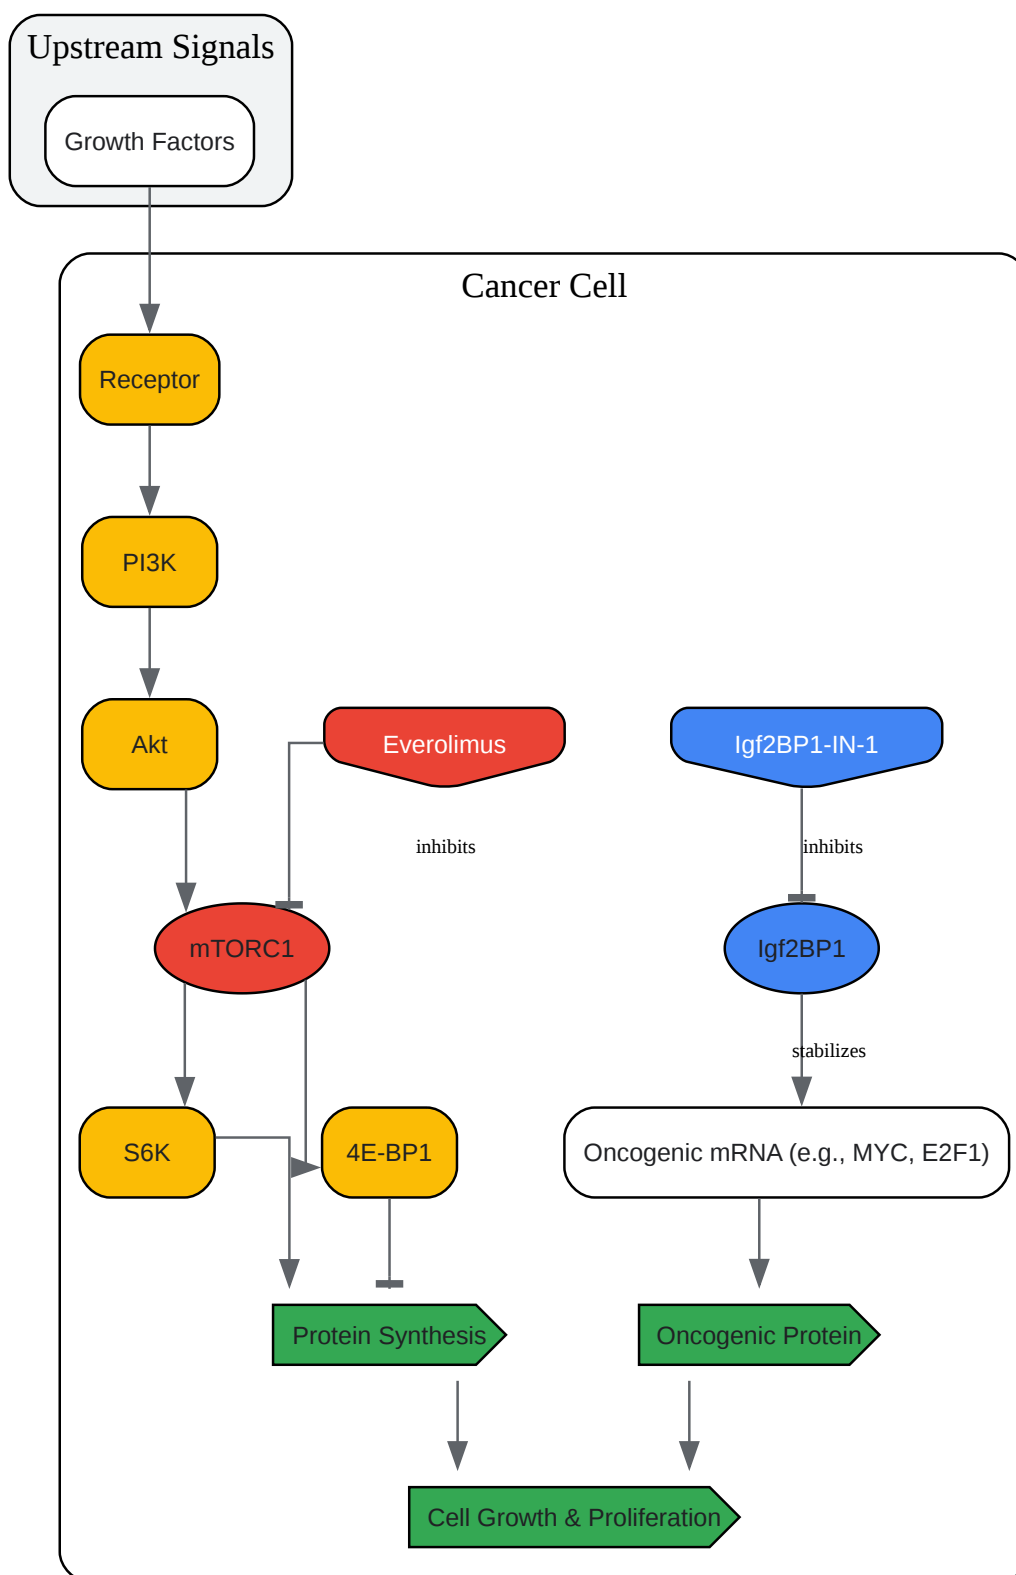 Upstream Signals
Growth Factors
Cancer Cell
Receptor
PI3K
Akt
Everolimus
Igf2BP1-IN-1
inhibits
inhibits
mTORC1
Igf2BP1
stabilizes
S6K
4E-BP1
Oncogenic mRNA (e.g., MYC, E2F1)
Protein Synthesis
Oncogenic Protein
Cell Growth & Proliferation